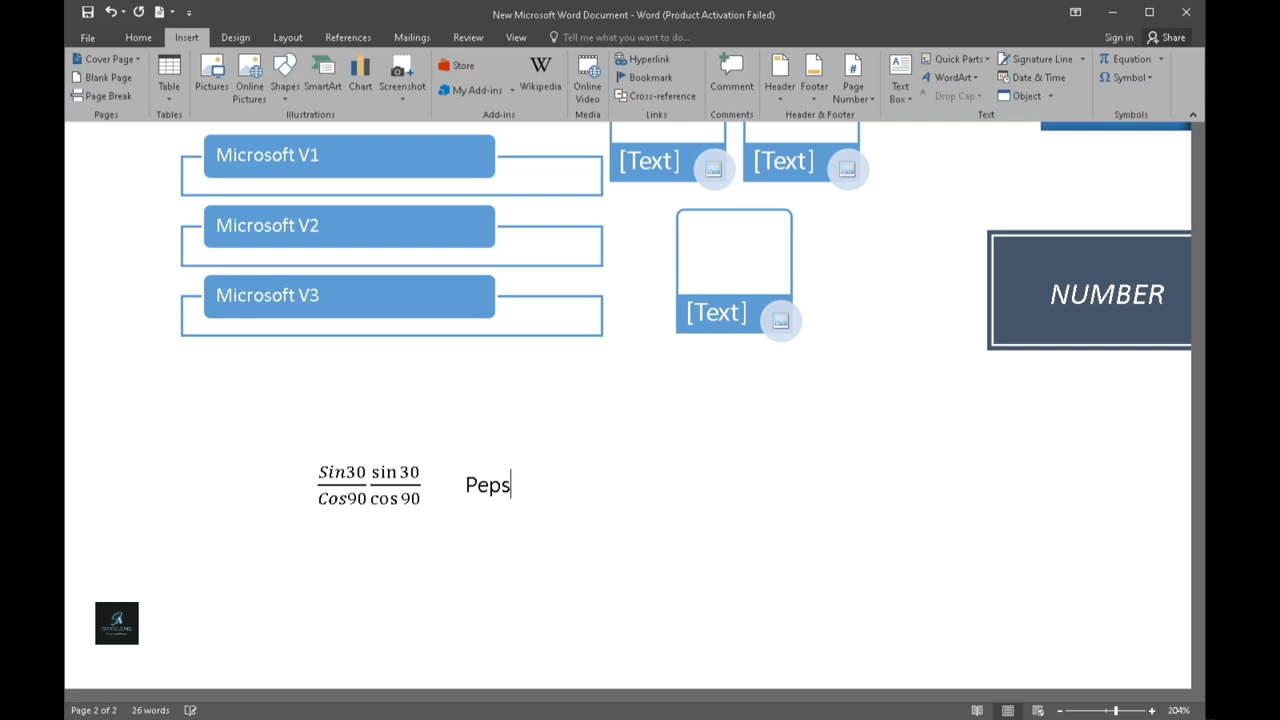 New Microsoft Word Document - Word (Product Activation Failed)
File Home Insert Design Layout References Mailings Review View Tell me what you want to do... Sign in Share
Cover Page
Blank Page
Page Break
Pages
Table
Tables
Pictures
Online Pictures
Shapes
SmartArt
Chart
Screenshot
Illustrations
Store
My Add-ins
W
Wikipedia
Add-ins
Online Video
Media
Hyperlink
Bookmark
Cross-reference
Links
Comment
Comments
Header
Footer
Page Number
Header & Footer
Text Box
Quick Parts
WordArt
Drop Cap
Signature Line
Date & Time
Object
Text
π Equation
Ω Symbol
Symbols
Microsoft V1
[Text] [Text]
Microsoft V2
Microsoft V3
[Text]
NUMBER
Sin30 sin 30
Cos90 cos 90
Peps
Page 2 of 2 26 words
204%